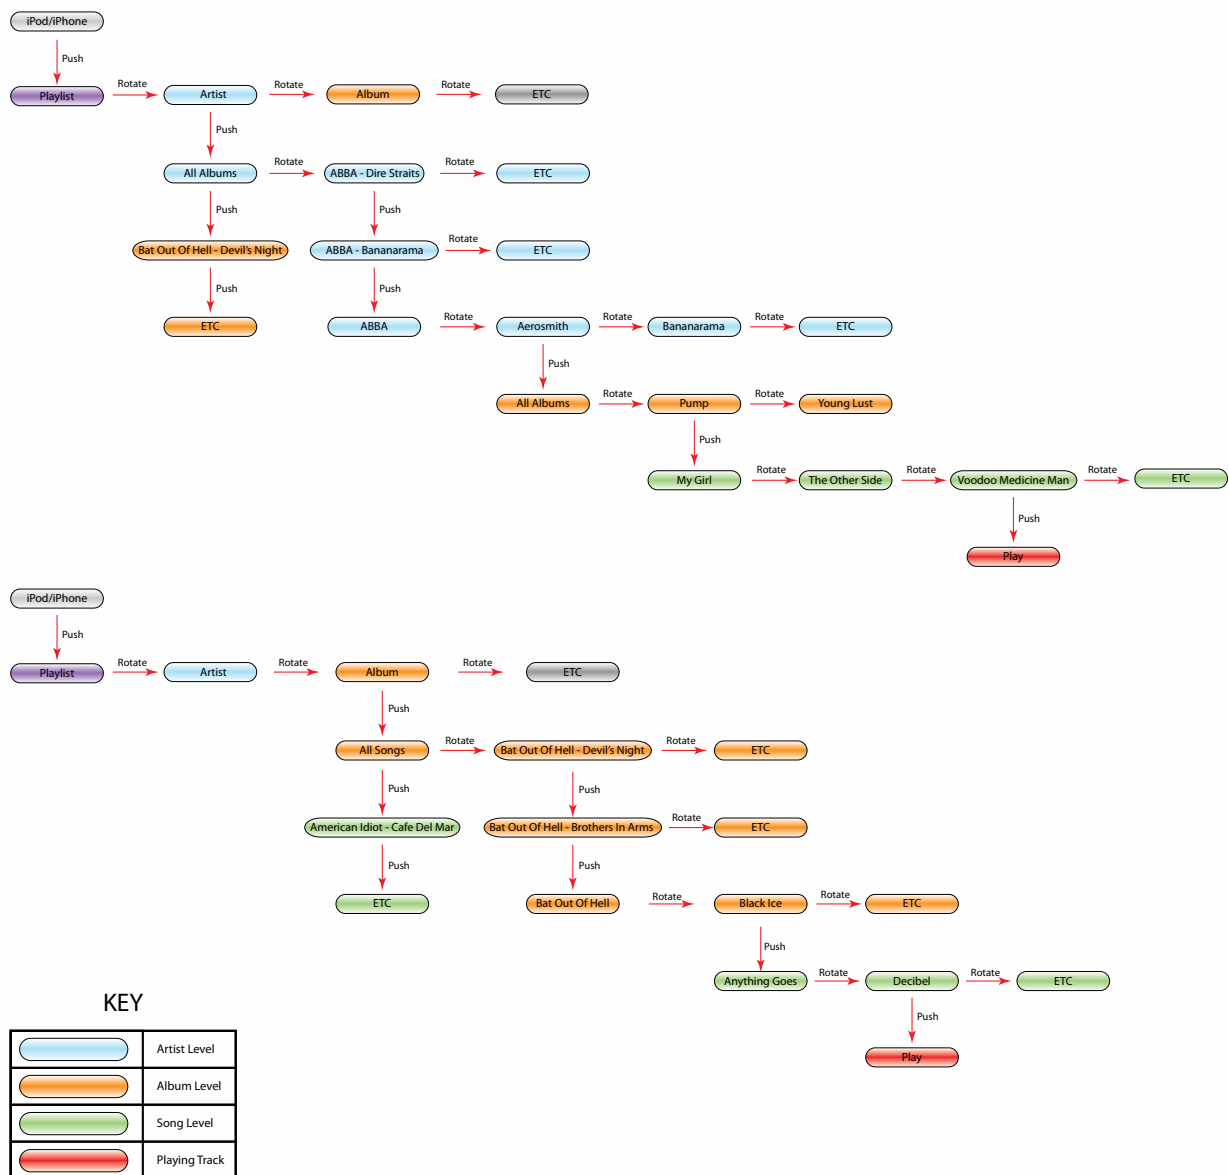 iPod/iPhone
Push
Playlist Rotate Artist Rotate Album Rotate ETC
Push
All Albums Rotate ABBA - Dire Straits Rotate ETC
Push Push
Bat Out Of Hell - Devil's Night ABBA - Bananarama Rotate ETC
Push Push
ETC ABBA Rotate Aerosmith Rotate Bananarama Rotate ETC
Push
All Albums Rotate Pump Rotate Young Lust
Push
My Girl Rotate The Other Side Rotate Voodoo Medicine Man Rotate ETC
Push
Play
iPod/iPhone
Push
Playlist Rotate Artist Rotate Album Rotate ETC
Push
All Songs Rotate Bat Out Of Hell - Devil's Night Rotate ETC
Push Push
American Idiot - Cafe Del Mar Bat Out Of Hell - Brothers In Arms Rotate ETC
Push Push
ETC Bat Out Of Hell Rotate Black Ice Rotate ETC
Push
Anything Goes Rotate Decibel Rotate ETC
Push
Play
KEY
Artist Level
Album Level
Song Level
Playing Track